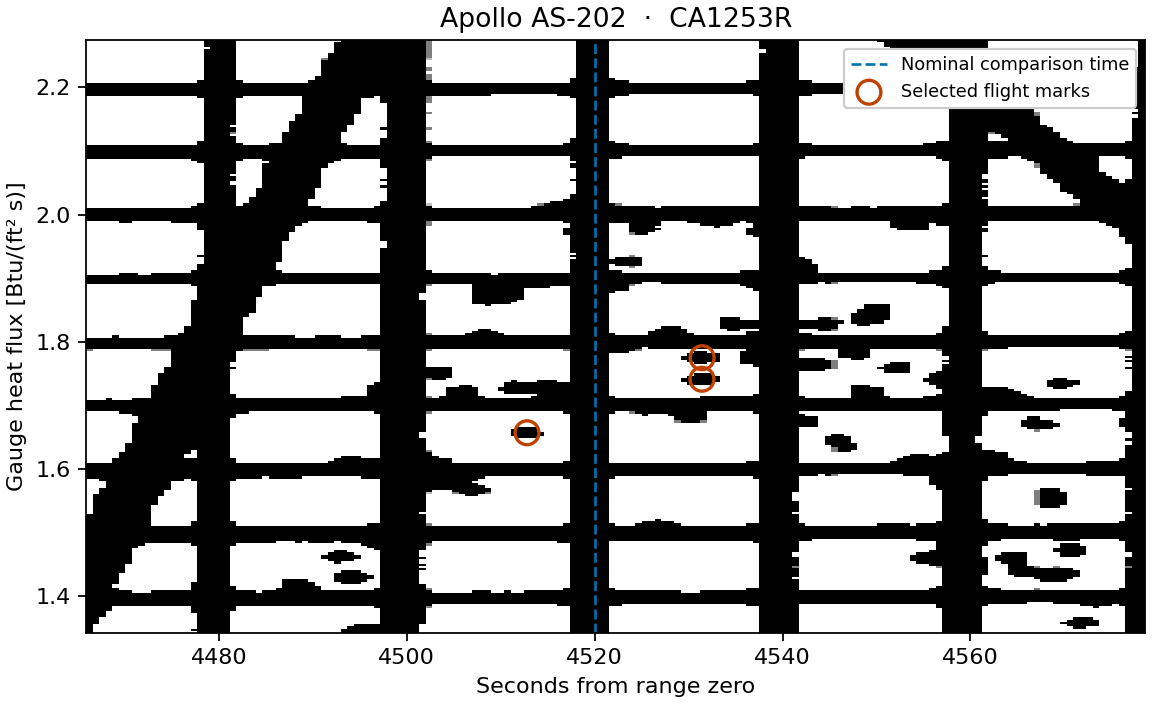 Apollo AS-202 · CA1253R
Nominal comparison time
Selected flight marks
Gauge heat flux [Btu/(ft² s)]
2.2
2.0
1.8
1.6
1.4
4480 4500 4520 4540 4560
Seconds from range zero